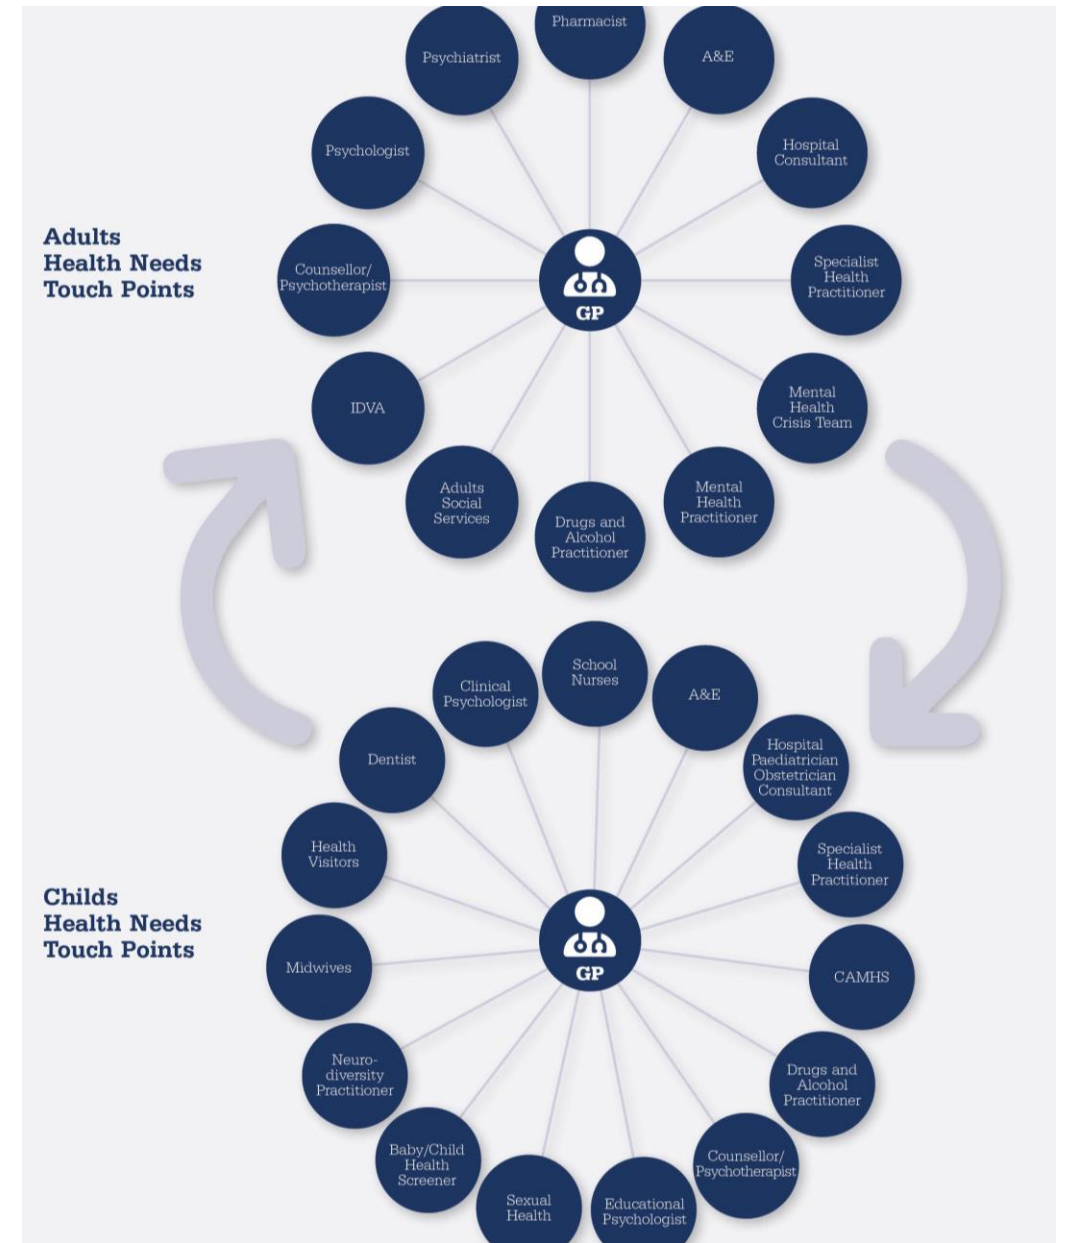 Pharmacist
Psychiatrist
A&E
Psychologist
Hospital
Consultant
Adults
Health Needs
Touch Points
Counsellor/
Psychotherapist
GP
Specialist
Health
Practitioner
IDVA
Mental
Health
Crisis Team
Adults
Social
Services
Drugs and
Alcohol
Practitioner
Mental
Health
Practitioner
School
Nurses
Clinical
Psychologist
A&E
Dentist
Hospital
Paediatrician
Obstetrician
Consultant
Health
Visitors
Specialist
Health
Practitioner
Childs
Health Needs
Touch Points
GP
Midwives
CAMHS
Neuro-
diversity
Practitioner
Drugs and
Alcohol
Practitioner
Baby/Child
Health
Screener
Counsellor/
Psychotherapist
Sexual
Health
Educational
Psychologist